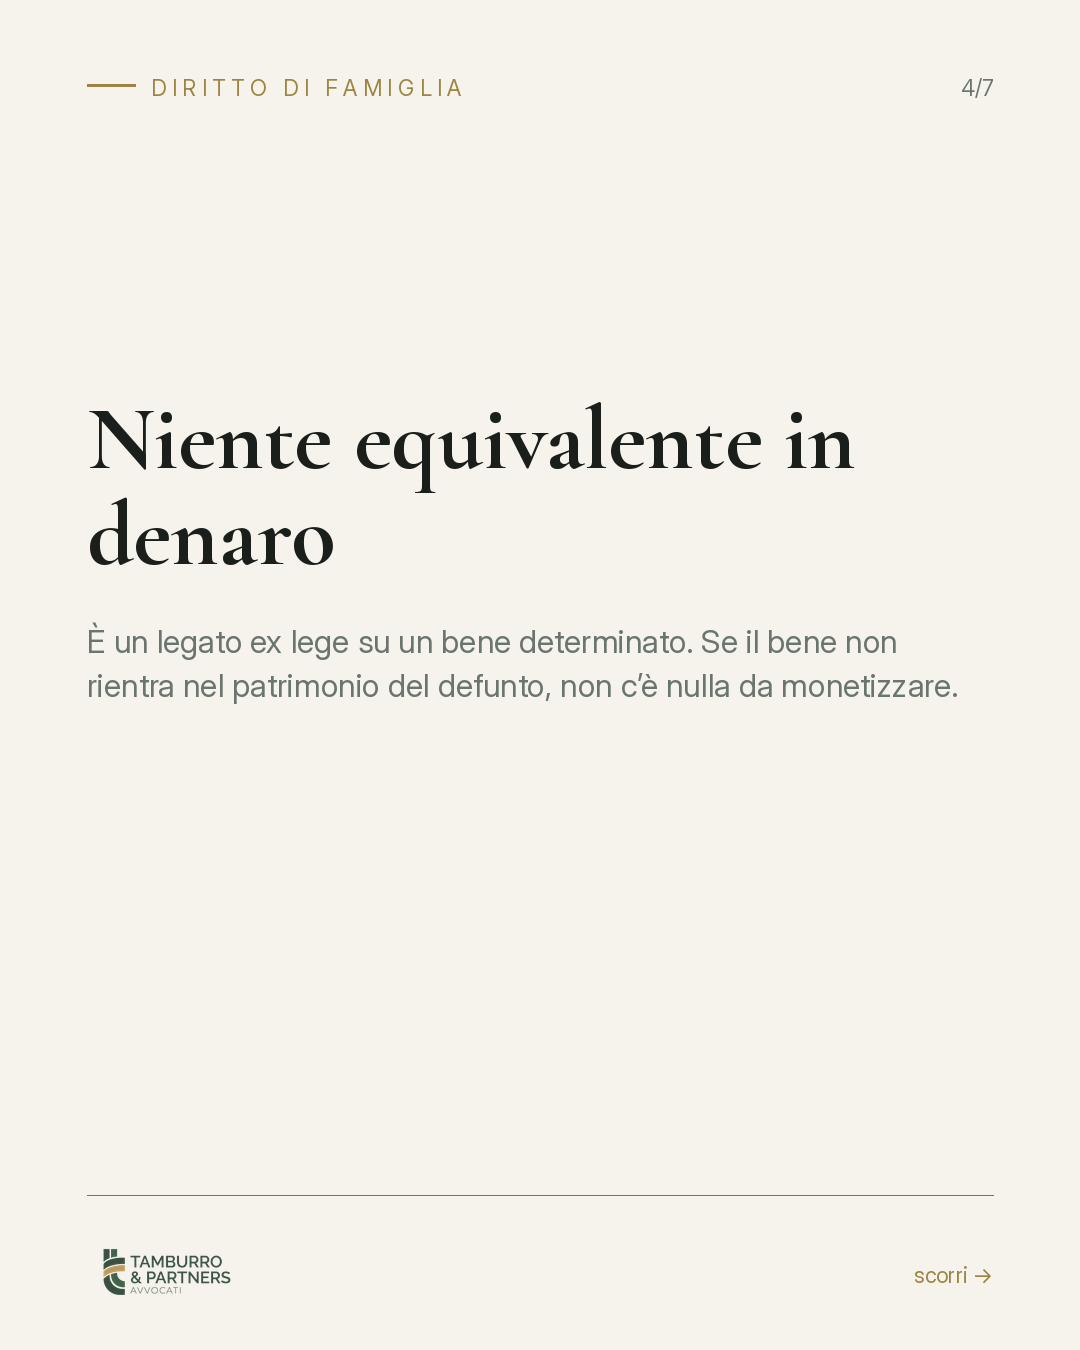 DIRITTO DI FAMIGLIA
4/7
Niente equivalente in
denaro
È un legato ex lege su un bene determinato. Se il bene non
rientra nel patrimonio del defunto, non c’è nulla da monetizzare.
TAMBURRO
& PARTNERS
AVVOCATI
scorri →